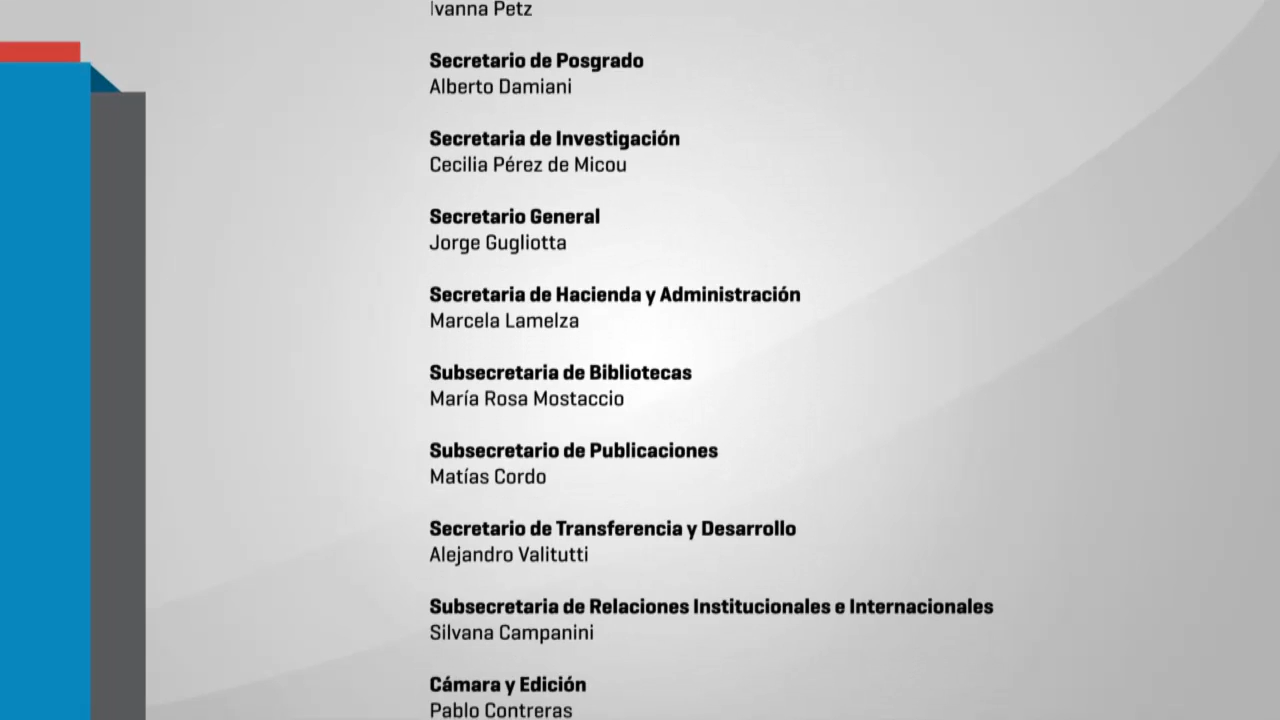 Ivanna Petz
Secretario de Posgrado
Alberto Damiani
Secretaria de Investigación
Cecilia Pérez de Micou
Secretario General
Jorge Gugliotta
Secretaria de Hacienda y Administración
Marcela Lamelza
Subsecretaria de Bibliotecas
María Rosa Mostaccio
Subsecretario de Publicaciones
Matías Cordo
Secretario de Transferencia y Desarrollo
Alejandro Valitutti
Subsecretaria de Relaciones Institucionales e Internacionales
Silvana Campanini
Cámara y Edición
Pablo Contreras